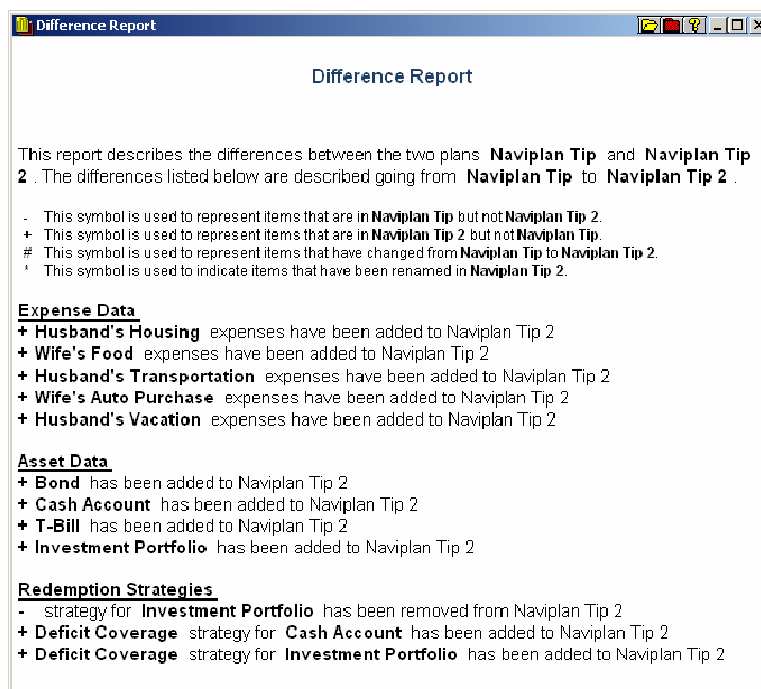 Difference Report
Difference Report
This report describes the differences between the two plans Naviplan Tip and Naviplan Tip
2 . The differences listed below are described going from Naviplan Tip to Naviplan Tip 2 .
- This symbol is used to represent items that are in Naviplan Tip but not Naviplan Tip 2.
+ This symbol is used to represent items that are in Naviplan Tip 2 but not Naviplan Tip.
# This symbol is used to represent items that have changed from Naviplan Tip to Naviplan Tip 2.
* This symbol is used to indicate items that have been renamed in Naviplan Tip 2.
Expense Data
+ Husband's Housing expenses have been added to Naviplan Tip 2
+ Wife's Food expenses have been added to Naviplan Tip 2
+ Husband's Transportation expenses have been added to Naviplan Tip 2
+ Wife's Auto Purchase expenses have been added to Naviplan Tip 2
+ Husband's Vacation expenses have been added to Naviplan Tip 2
Asset Data
+ Bond has been added to Naviplan Tip 2
+ Cash Account has been added to Naviplan Tip 2
+ T-Bill has been added to Naviplan Tip 2
+ Investment Portfolio has been added to Naviplan Tip 2
Redemption Strategies
- strategy for Investment Portfolio has been removed from Naviplan Tip 2
+ Deficit Coverage strategy for Cash Account has been added to Naviplan Tip 2
+ Deficit Coverage strategy for Investment Portfolio has been added to Naviplan Tip 2